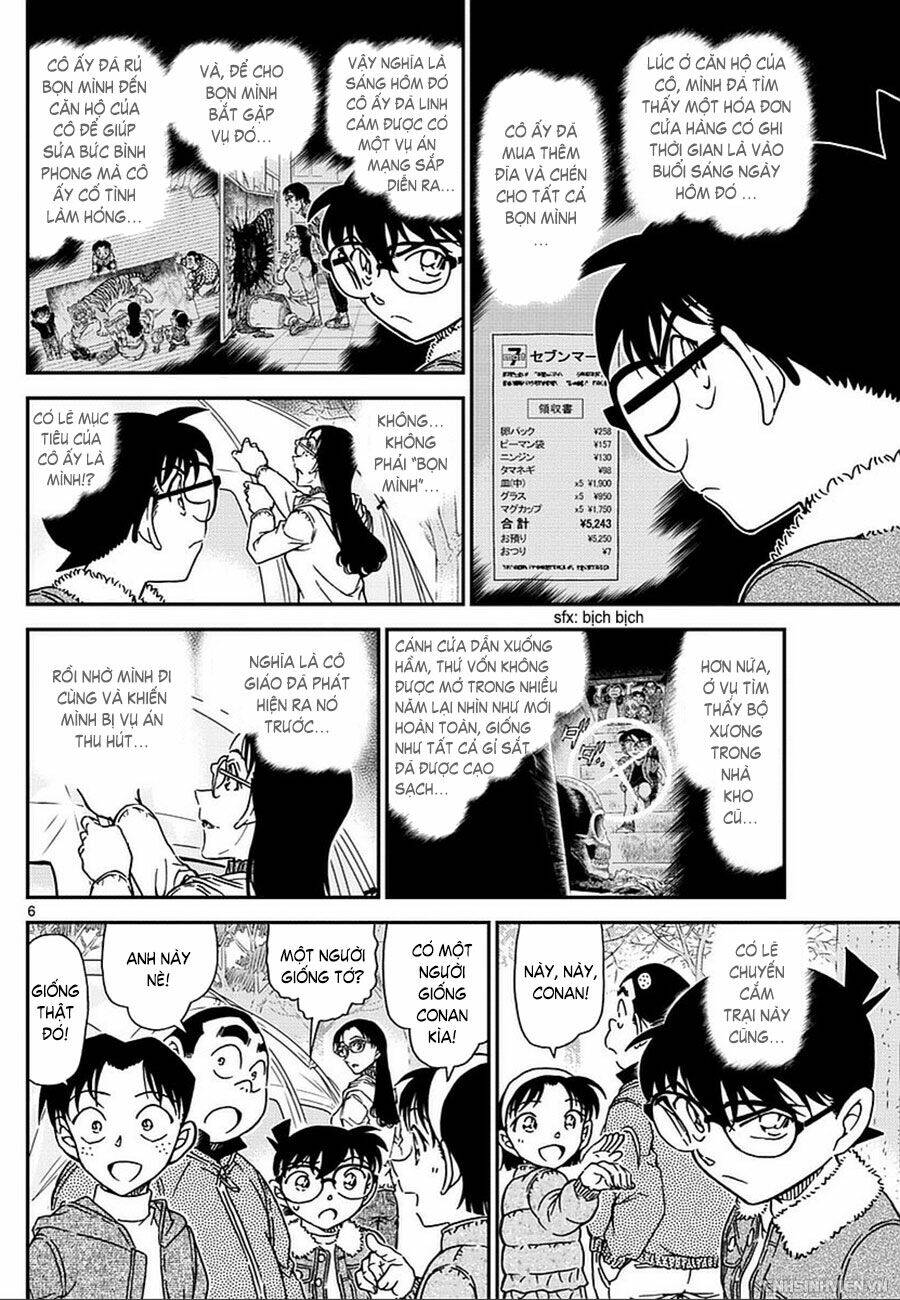 LÚC Ở CĂN HỘ CỦA
CÔ, MÌNH ĐÃ TÌM
THẤY MỘT HÓA ĐƠN
CỬA HÀNG CÓ GHI
THỜI GIAN LÀ VÀO
BUỔI SÁNG NGÀY
HÔM ĐÓ ...
CÔ ẤY ĐÃ
MUA THÊM
ĐĨA VÀ CHÉN
CHO TẤT CẢ
BỌN MÌNH
...
7
セブンマー
領収書
卵パック ¥258
ピーマン袋 ¥157
ニンジン ¥130
タマネギ ¥98
皿(中) x5 ¥1,900
グラス x5 ¥950
マグカップ x5 ¥1,750
合計 ¥5,243
お預り ¥5,250
おつり ¥7
VẬY NGHĨA LÀ
SÁNG HÔM ĐÓ
CÔ ẤY ĐÃ LINH
CẢM ĐƯỢC CÓ
MỘT VỤ ÁN
MẠNG SẮP
DIỄN RA...
VÀ, ĐỂ CHO
BỌN MÌNH
BẮT GẶP
VỤ ĐÓ...
CÔ ẤY ĐÃ RỦ
BỌN MÌNH ĐẾN
CĂN HỘ CỦA
CÔ ĐỂ GIÚP
SỬA BỨC BÌNH
PHONG MÀ CÔ
ẤY CỐ TÌNH
LÀM HỎNG...
KHÔNG...
KHÔNG
PHẢI "BỌN
MÌNH"...
CÓ LẼ MỤC
TIÊU CỦA
CÔ ẤY LÀ
MÌNH!?
sfx: bịch bịch
HƠN NỮA,
Ở VỤ TÌM
THẤY BỘ
XƯƠNG
TRONG
NHÀ
KHO
CŨ...
CÁNH CỬA DẪN XUỐNG
HẦM, THỨ VỐN KHÔNG
ĐƯỢC MỞ TRONG NHIỀU
NĂM LẠI NHÌN NHƯ MỚI
HOÀN TOÀN, GIỐNG
NHƯ TẤT CẢ GỈ SẮT
ĐÃ ĐƯỢC CẠO
SẠCH...
NGHĨA LÀ CÔ
GIÁO ĐÃ PHÁT
HIỆN RA NÓ
TRƯỚC...
RỒI NHỜ MÌNH ĐI
CÙNG VÀ KHIẾN
MÌNH BỊ VỤ ÁN
THU HÚT...
6
CÓ LẼ
CHUYẾN
CẮM
TRẠI NÀY
CŨNG...
NÀY, NÀY,
CONAN!
CÓ MỘT
NGƯỜI
GIỐNG
CONAN
KÌA!
MỘT NGƯỜI
GIỐNG TỚ?
ANH NÀY
NÈ!
GIỐNG
THẬT
ĐÓ!